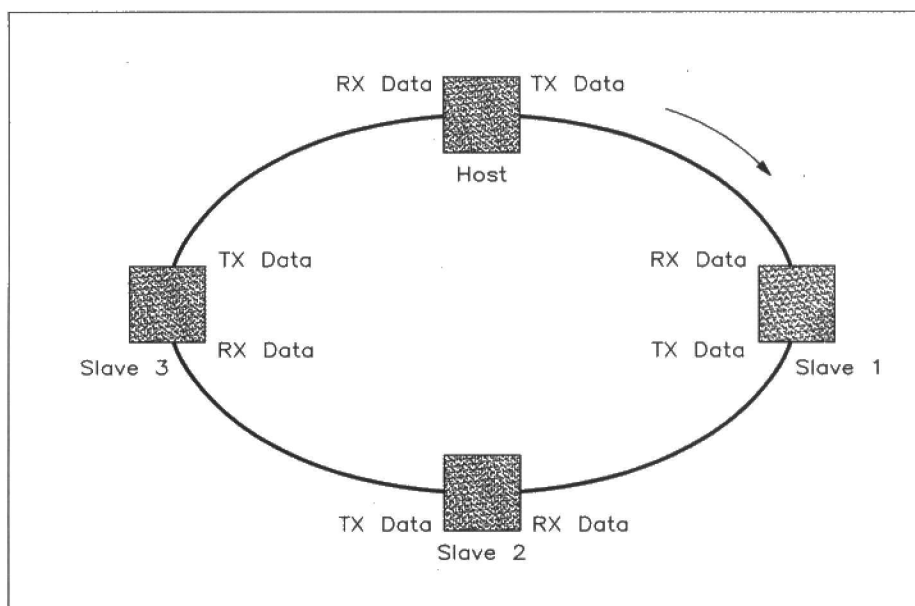 RX Data
TX Data
Host
TX Data
RX Data
RX Data
TX Data
Slave 3
Slave 1
TX Data
RX Data
Slave 2